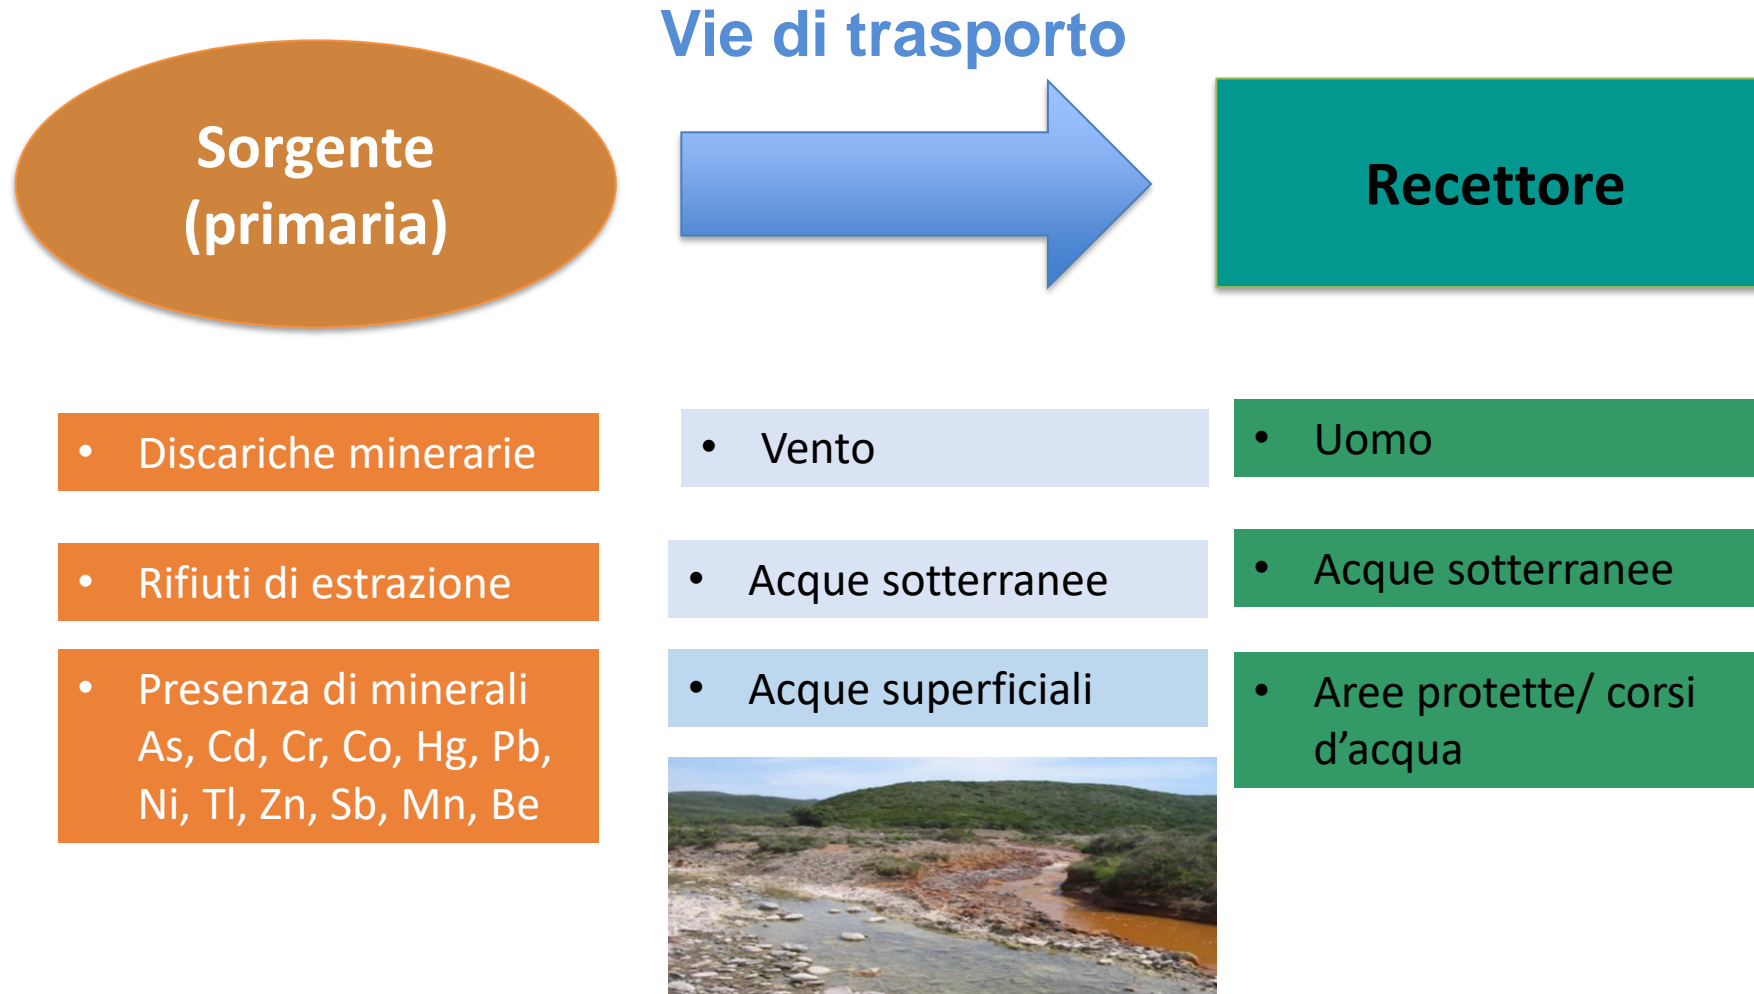 Vie di trasporto
Sorgente
(primaria)
Recettore
• Discariche minerarie
• Rifiuti di estrazione
• Presenza di minerali
As, Cd, Cr, Co, Hg, Pb,
Ni, Tl, Zn, Sb, Mn, Be
• Vento
• Acque sotterranee
• Acque superficiali
• Uomo
• Acque sotterranee
• Aree protette/ corsi
d’acqua